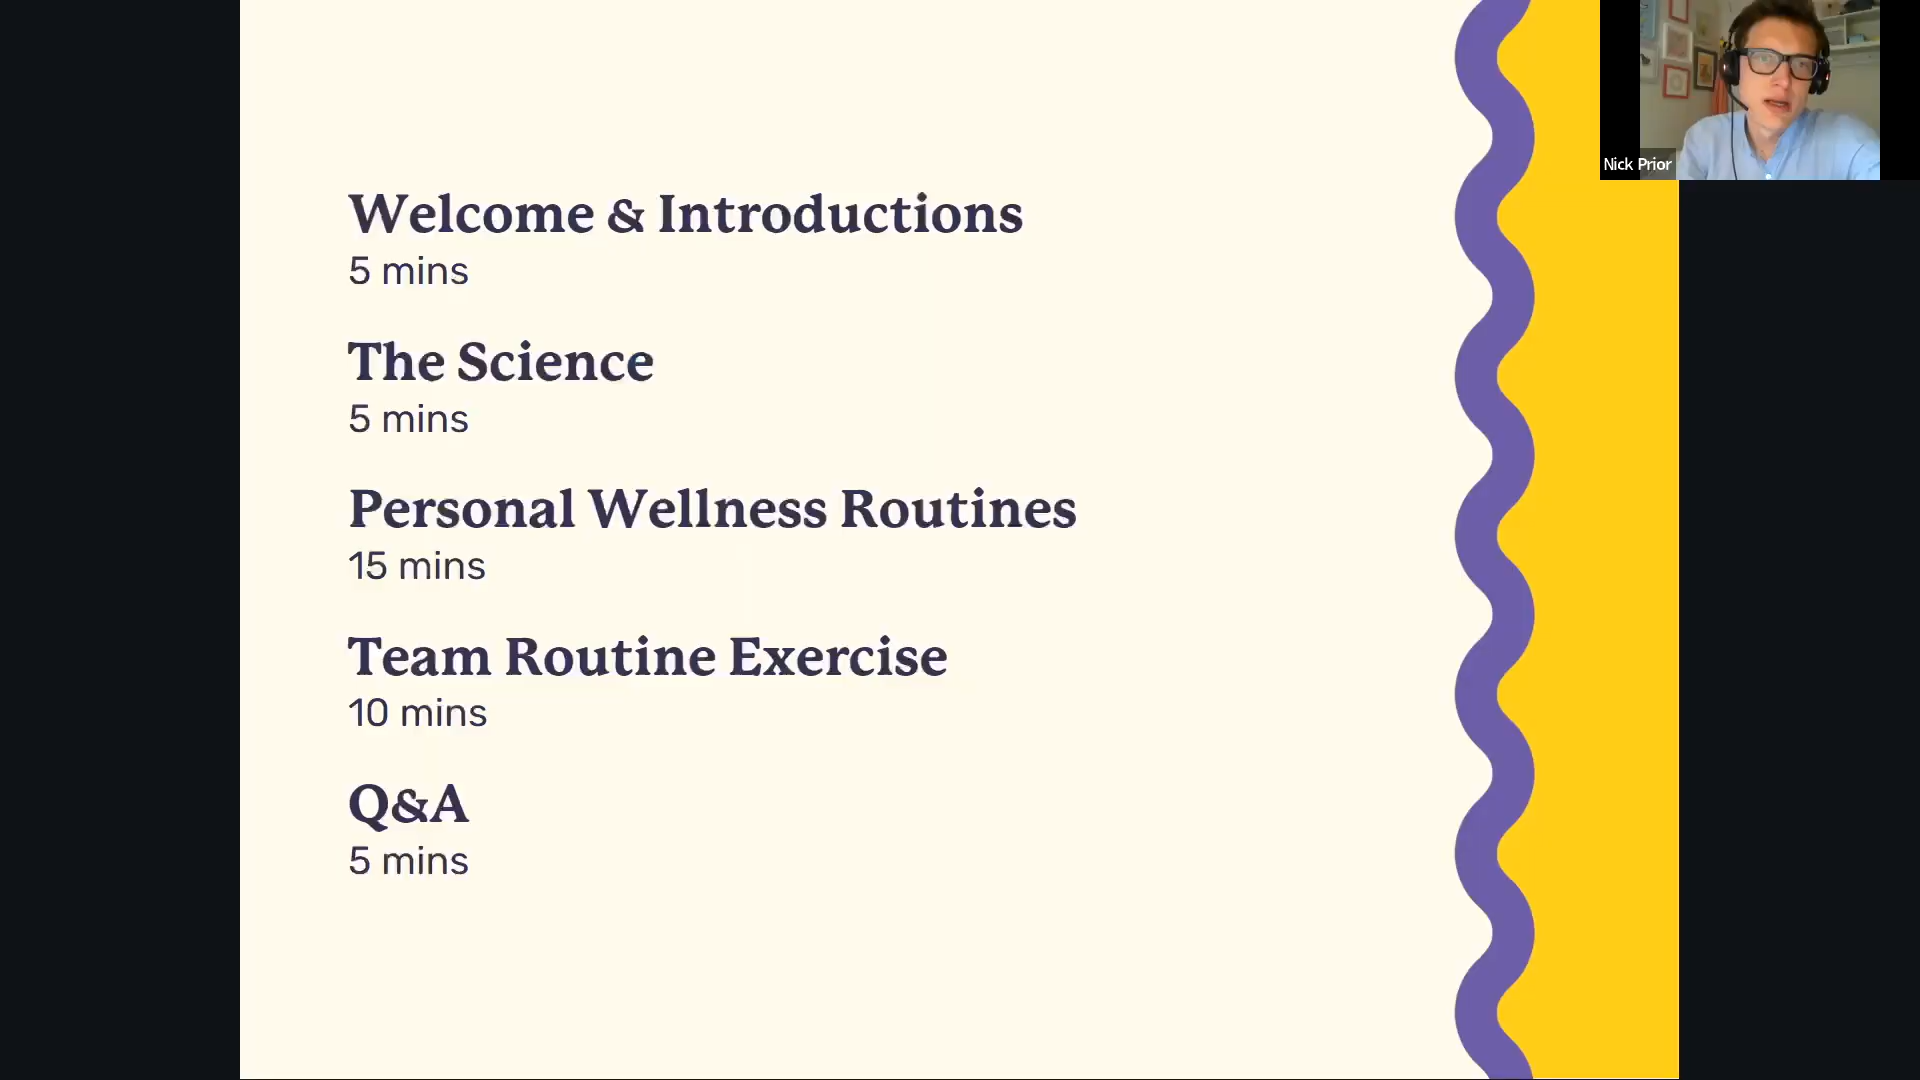 Welcome & Introductions
5 mins
The Science
5 mins
Personal Wellness Routines
15 mins
Team Routine Exercise
10 mins
Q&A
5 mins
Nick Prior